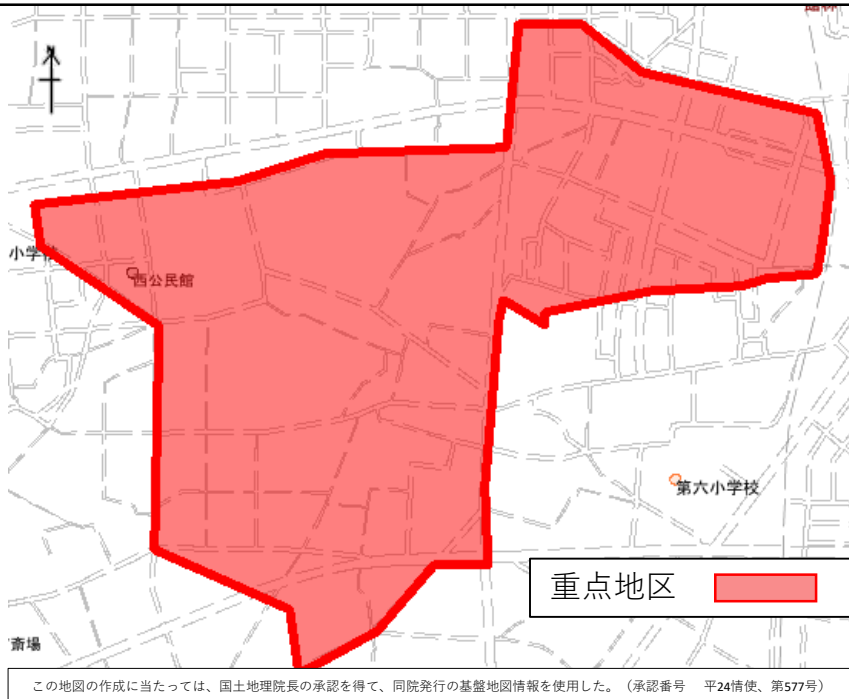 小学校
西公民館
第六小学校
重点地区
斎場
この地図の作成に当たっては、国土地理院長の承認を得て、同院発行の基盤地図情報を使用した。（承認番号　平24情使、第577号）